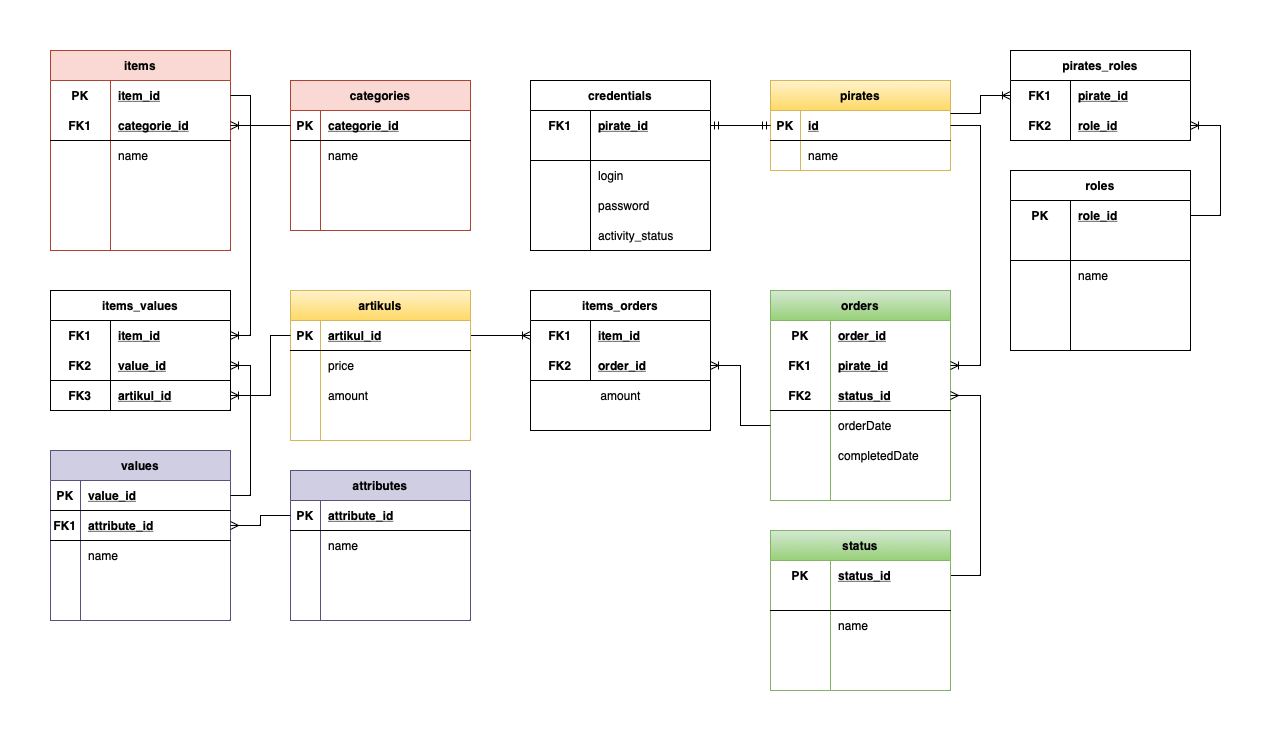 items
PK item_id
FK1 categorie_id
name
categories
PK categorie_id
name
credentials
FK1 pirate_id
login
password
activity_status
pirates
PK id
name
pirates_roles
FK1 pirate_id
FK2 role_id
roles
PK role_id
name
items_values
FK1 item_id
FK2 value_id
FK3 artikul_id
artikuls
PK artikul_id
price
amount
items_orders
FK1 item_id
FK2 order_id
amount
orders
PK order_id
FK1 pirate_id
FK2 status_id
orderDate
completedDate
values
PK value_id
FK1 attribute_id
name
attributes
PK attribute_id
name
status
PK status_id
name